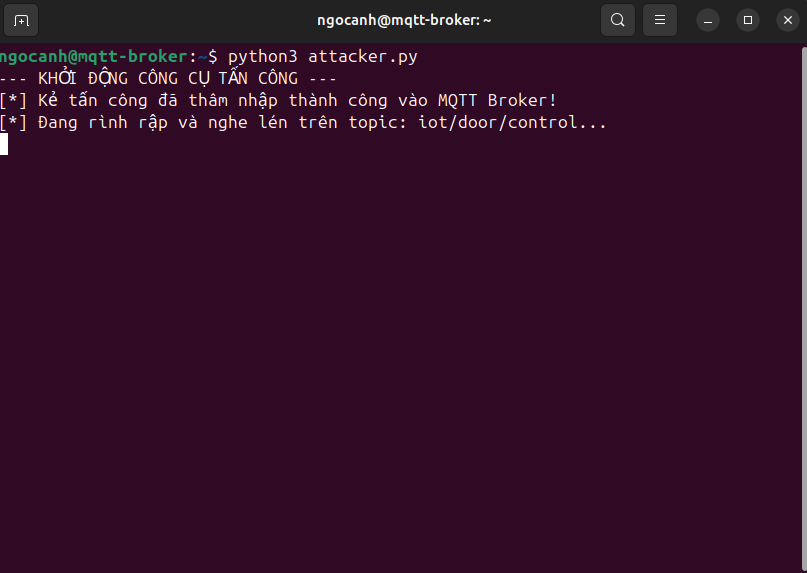 ngocanh@mqtt-broker: ~
ngocanh@mqtt-broker:~$ python3 attacker.py
--- KHỞI ĐỘNG CÔNG CỤ TẤN CÔNG ---
[*] Kẻ tấn công đã thâm nhập thành công vào MQTT Broker!
[*] Đang rình rập và nghe lén trên topic: iot/door/control...